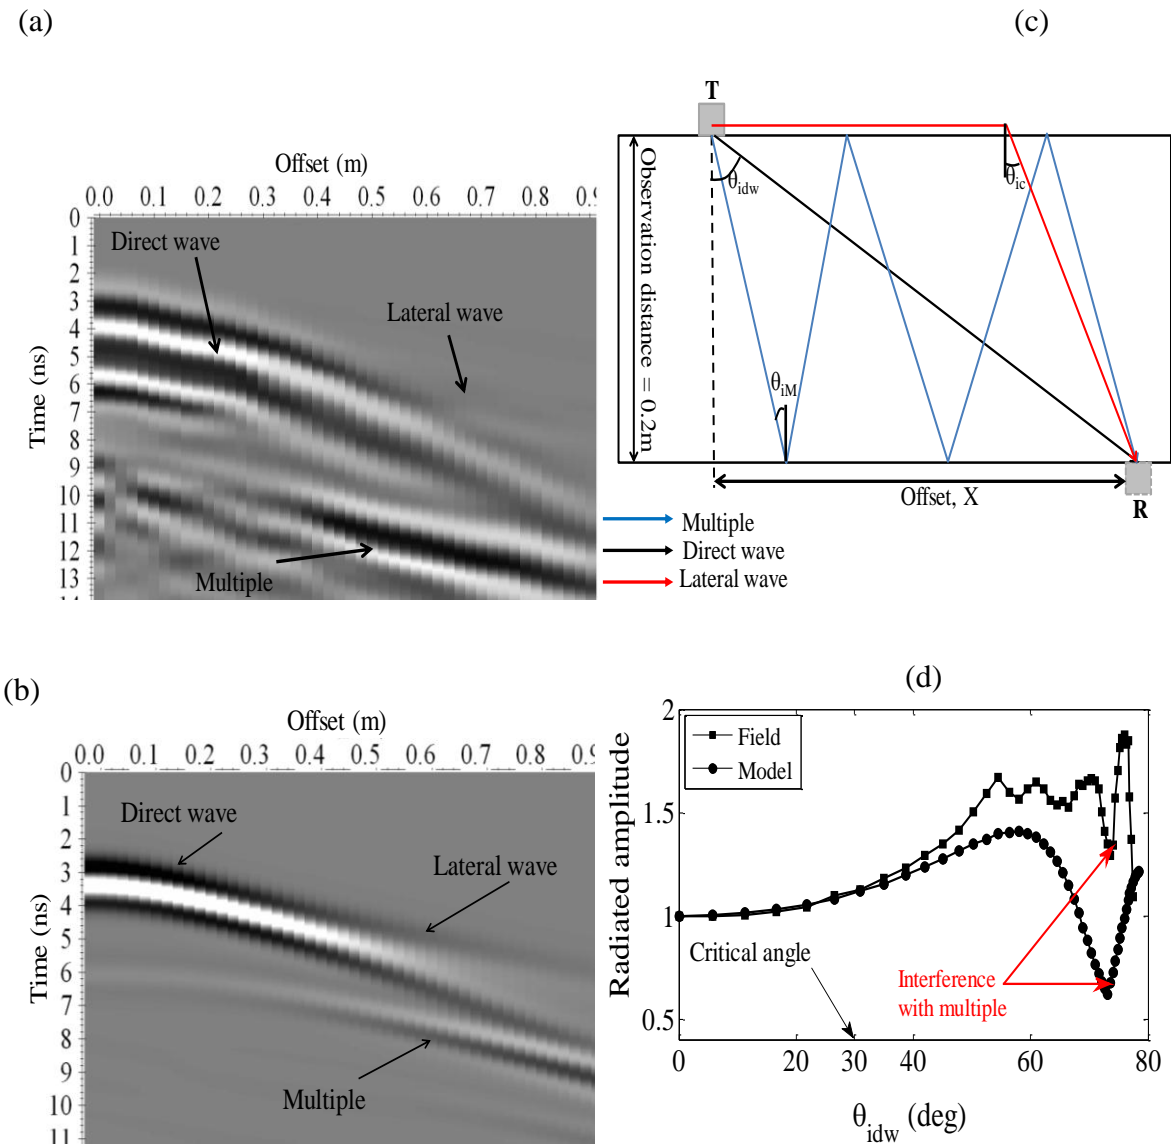 (a)
Offset (m)
0.0 0.1 0.2 0.3 0.4 0.5 0.6 0.7 0.8
0
1
2
3
4
5
6
7
8
9
10
11
12
13
Time (ns)
Direct wave
Lateral wave
Multiple
(c)
T
Observation distance = 0.2m
θidw
θic
θiM
Offset, X
R
Multiple
Direct wave
Lateral wave
(b)
Offset (m)
0.0 0.1 0.2 0.3 0.4 0.5 0.6 0.7 0.8
0
1
2
3
4
5
6
7
8
9
10
11
Time (ns)
Direct wave
Lateral wave
Multiple
(d)
2
1.5
1
0.5
Radiated amplitude
Field
Model
Critical angle
Interference
with multiple
0 20 30 40 60 80
θidw (deg)